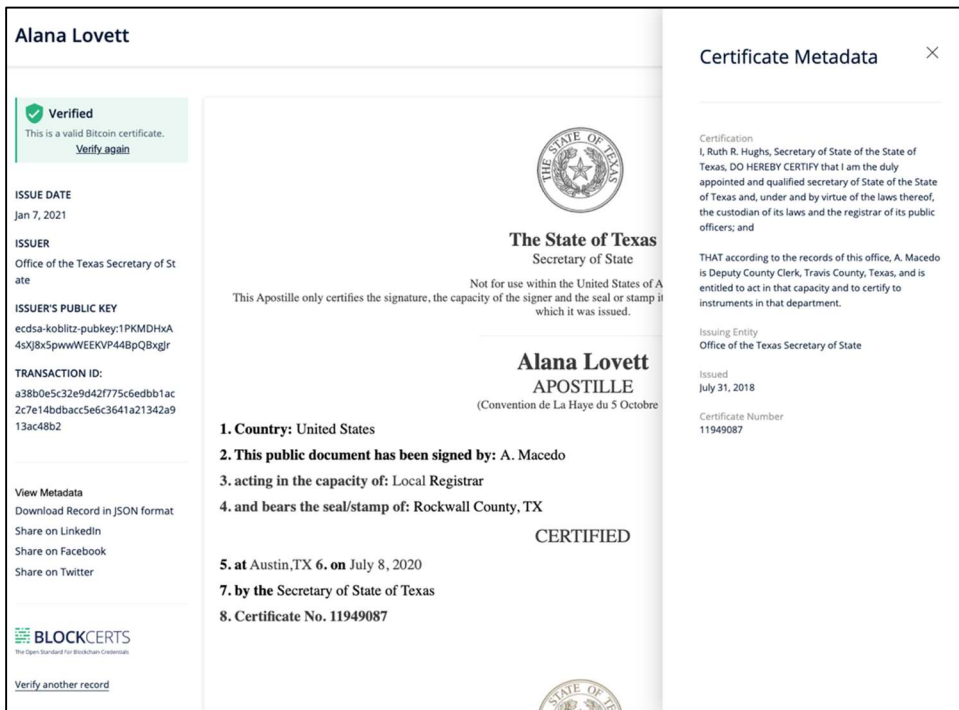 Alana Lovett
Verified
This is a valid Bitcoin certificate.
Verify again
ISSUE DATE
Jan 7, 2021
ISSUER
Office of the Texas Secretary of St
ate
ISSUER'S PUBLIC KEY
ecdsa-koblitz-pubkey:1PKMDHxA
4sXJ8x5pwwWEEKVP44BpQBxgJr
TRANSACTION ID:
a38b0e5c32e9d42f775c6edbb1ac
2c7e14bdbacc5e6c3641a21342a9
13ac48b2
View Metadata
Download Record in JSON format
Share on LinkedIn
Share on Facebook
Share on Twitter
BLOCKCERTS
The Open Standard For Blockchain Credentials
Verify another record
THE STATE OF TEXAS
The State of Texas
Secretary of State
Not for use within the United States of A
This Apostille only certifies the signature, the capacity of the signer and the seal or stamp it
which it was issued.
Alana Lovett
APOSTILLE
(Convention de La Haye du 5 Octobre
1. Country: United States
2. This public document has been signed by: A. Macedo
3. acting in the capacity of: Local Registrar
4. and bears the seal/stamp of: Rockwall County, TX
CERTIFIED
5. at Austin,TX 6. on July 8, 2020
7. by the Secretary of State of Texas
8. Certificate No. 11949087
STATE OF
Certificate Metadata
Certification
I, Ruth R. Hughs, Secretary of State of the State of
Texas, DO HEREBY CERTIFY that I am the duly
appointed and qualified secretary of State of the State
of Texas and, under and by virtue of the laws thereof,
the custodian of its laws and the registrar of its public
officers; and
THAT according to the records of this office, A. Macedo
is Deputy County Clerk, Travis County, Texas, and is
entitled to act in that capacity and to certify to
instruments in that department.
Issuing Entity
Office of the Texas Secretary of State
Issued
July 31, 2018
Certificate Number
11949087